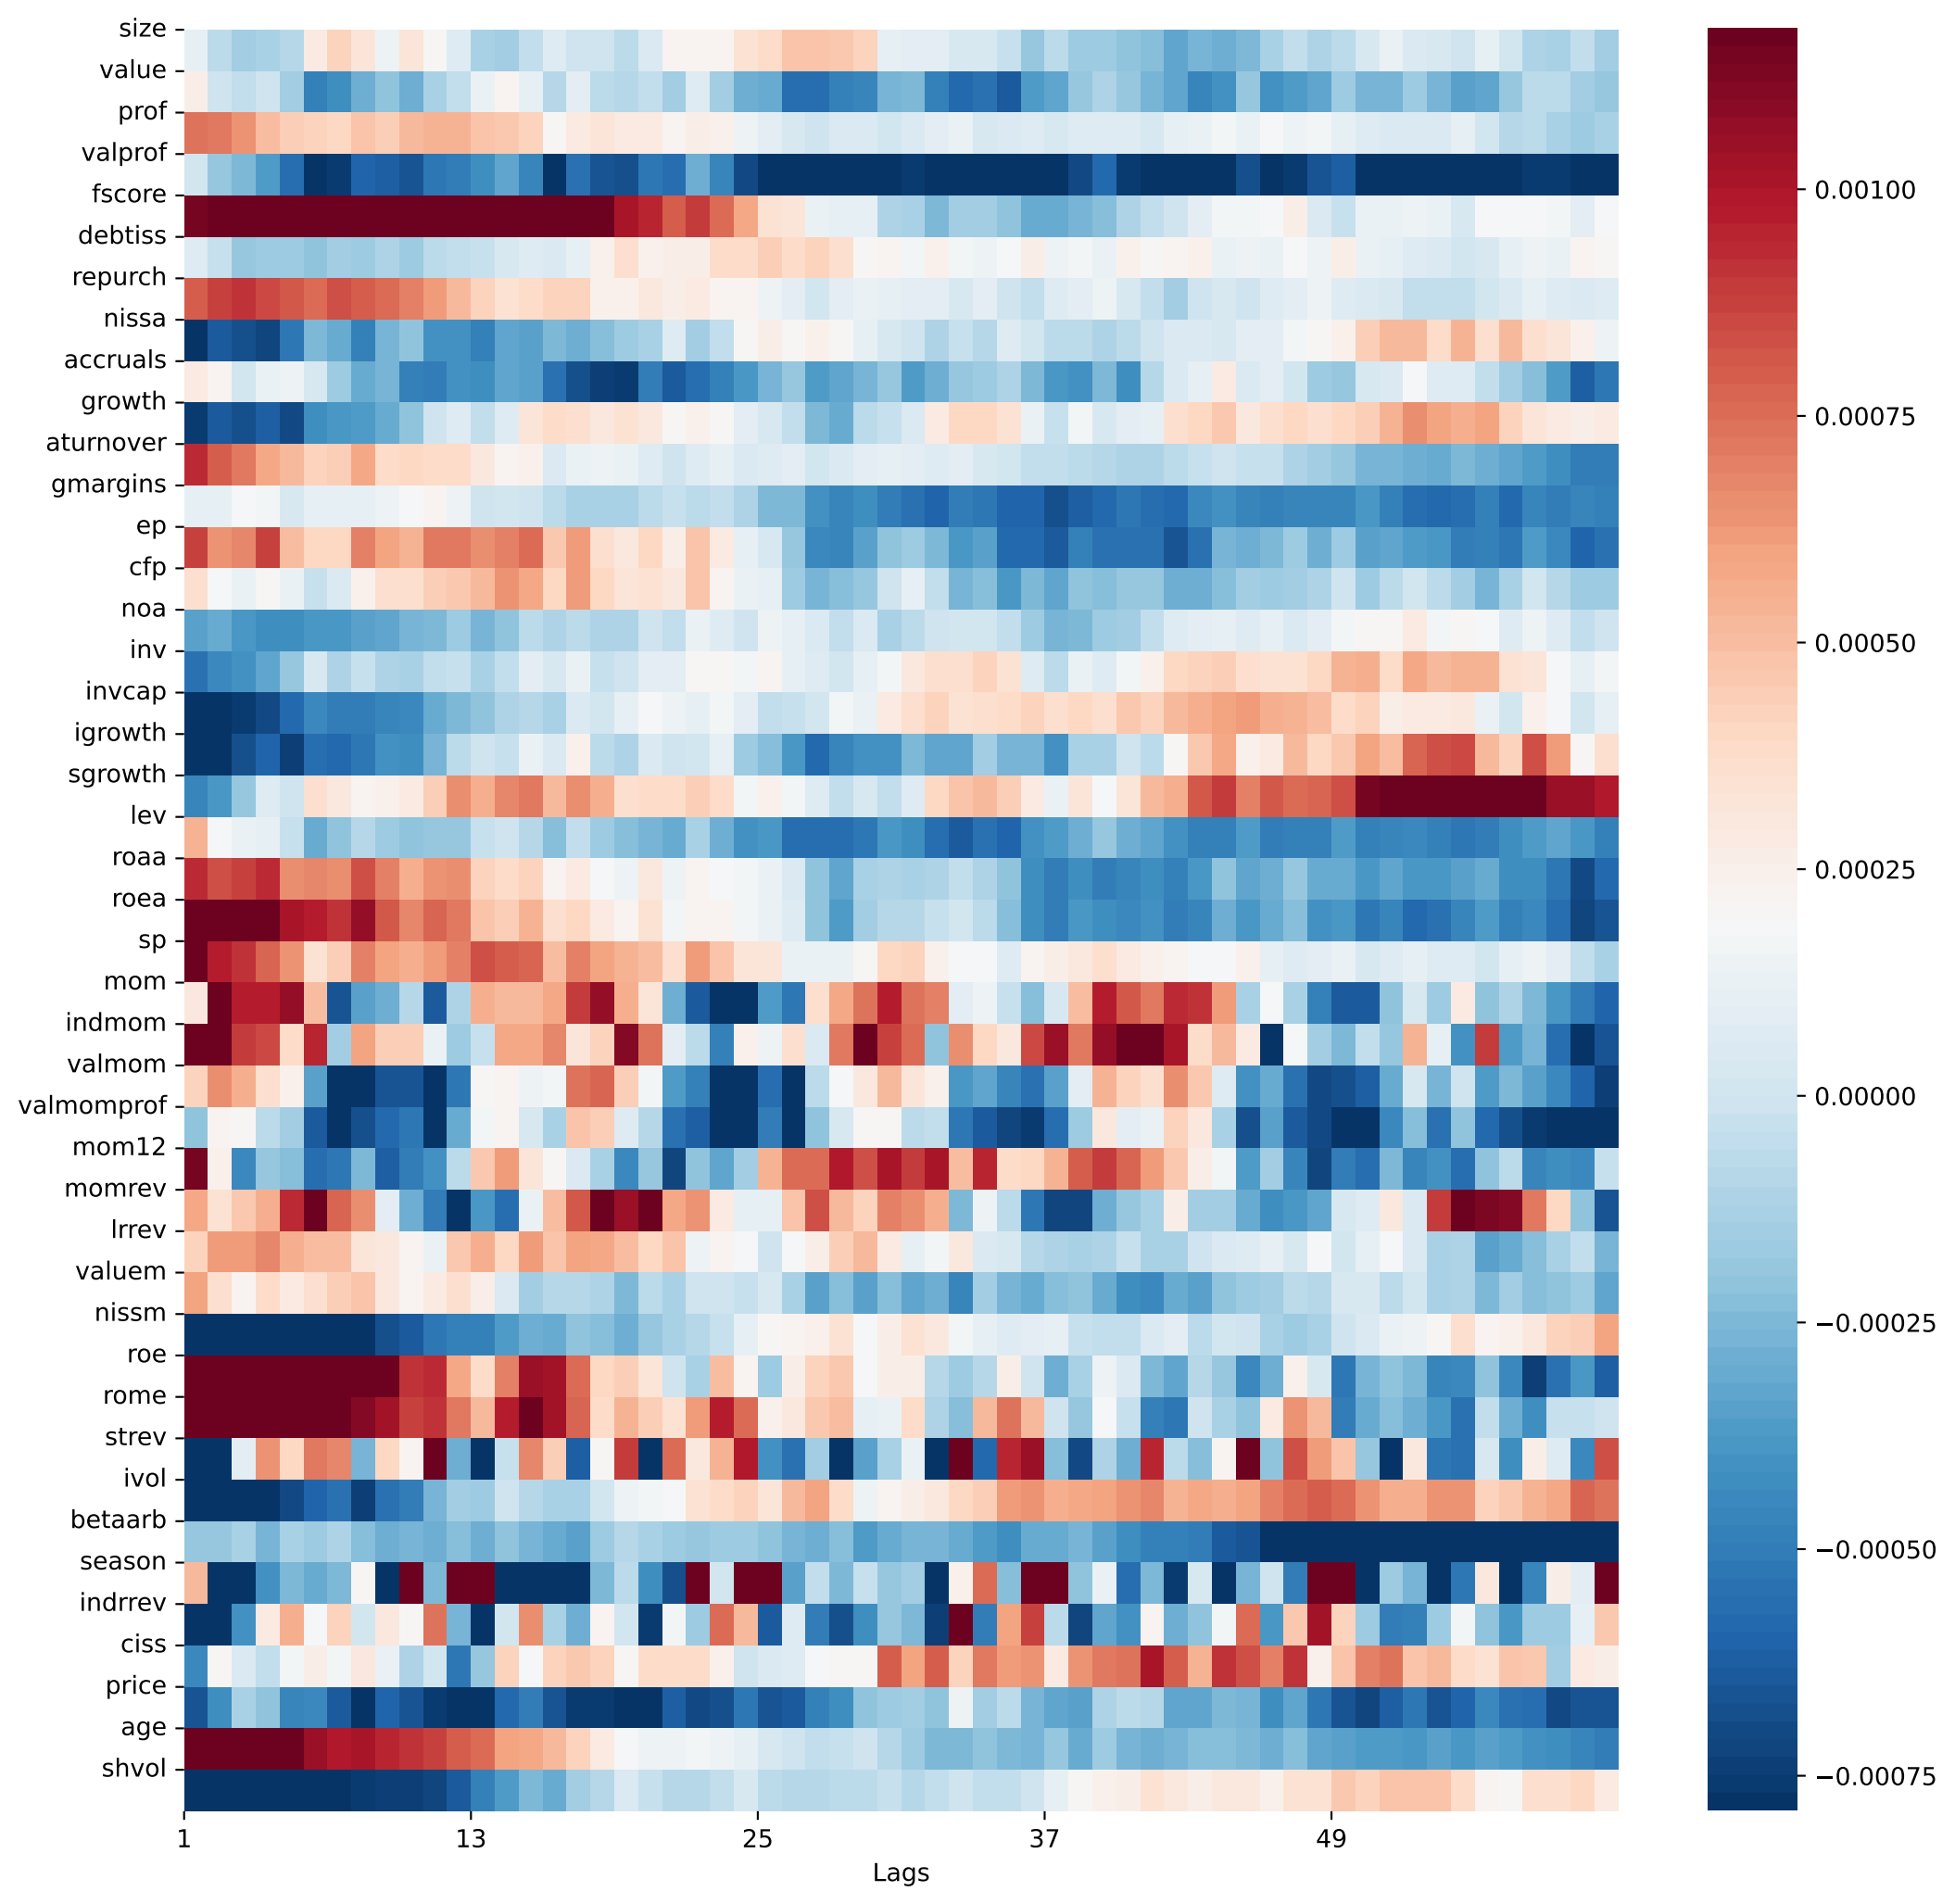 size
value
prof
valprof
fscore
debtiss
repurch
nissa
accruals
growth
aturnover
gmargins
ep
cfp
noa
inv
invcap
igrowth
sgrowth
lev
roaa
roea
sp
mom
indmom
valmom
valmomprof
mom12
momrev
lrrev
valuem
nissm
roe
rome
strev
ivol
betaarb
season
indrrev
ciss
price
age
shvol
1 13 25 37 49
Lags
0.00100
0.00075
0.00050
0.00025
0.00000
−0.00025
−0.00050
−0.00075